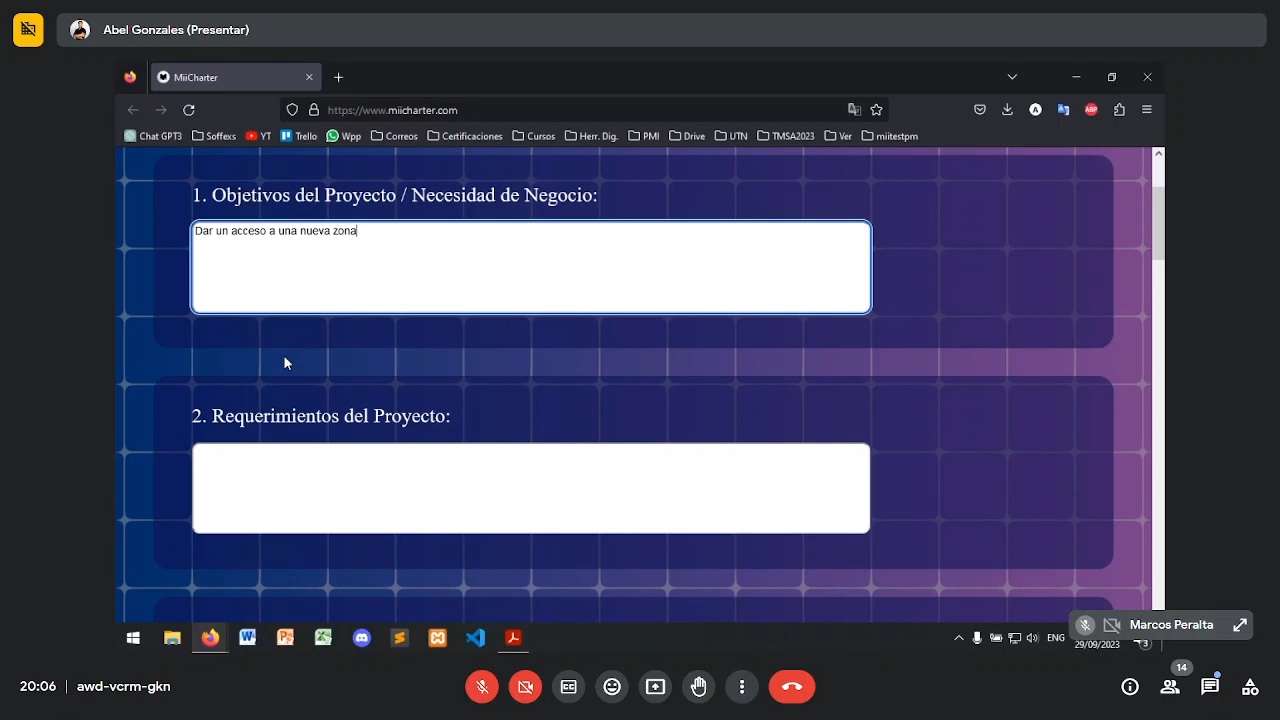 Abel Gonzales (Presentar)
MiiCharter
https://www.miicharter.com
Chat GPT3 Soffexs YT Trello Wpp Correos Certificaciones Cursos Herr. Dig. PMI Drive UTN TMSA2023 Ver miitestpm
1. Objetivos del Proyecto / Necesidad de Negocio:
Dar un acceso a una nueva zona
2. Requerimientos del Proyecto:
Marcos Peralta
ENG
29/09/2023
3
20:06 awd-vcrm-gkn
14